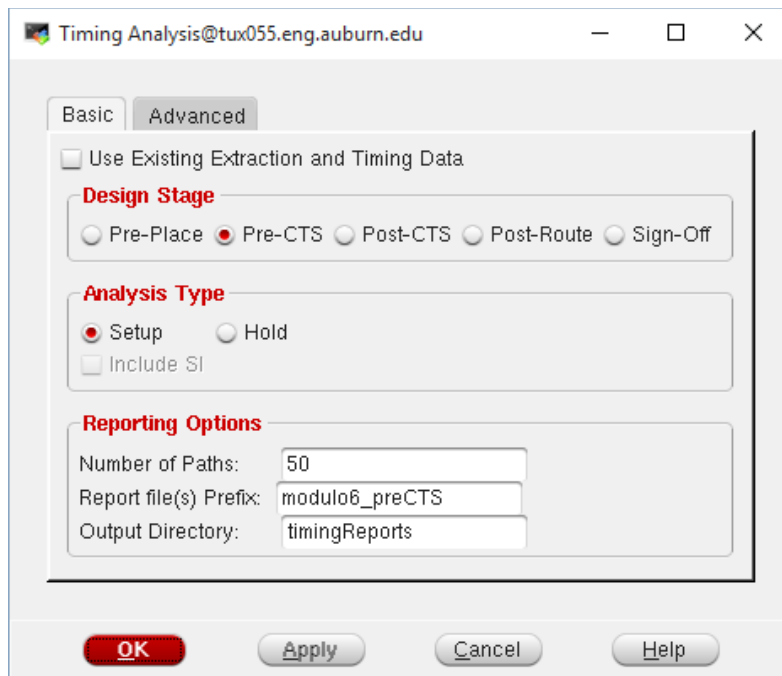 Timing Analysis@tux055.eng.auburn.edu
Basic Advanced
Use Existing Extraction and Timing Data
Design Stage
Pre-Place Pre-CTS Post-CTS Post-Route Sign-Off
Analysis Type
Setup Hold
Include SI
Reporting Options
Number of Paths: 50
Report file(s) Prefix: modulo6_preCTS
Output Directory: timingReports
OK Apply Cancel Help